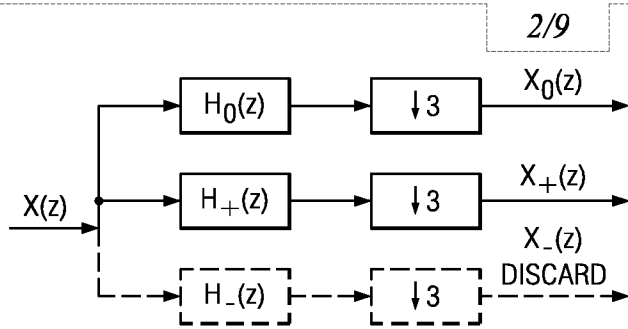 2/9
H0(z)
↓3
X0(z)
X(z)
H+(z)
↓3
X+(z)
H-(z)
↓3
X-(z)
DISCARD